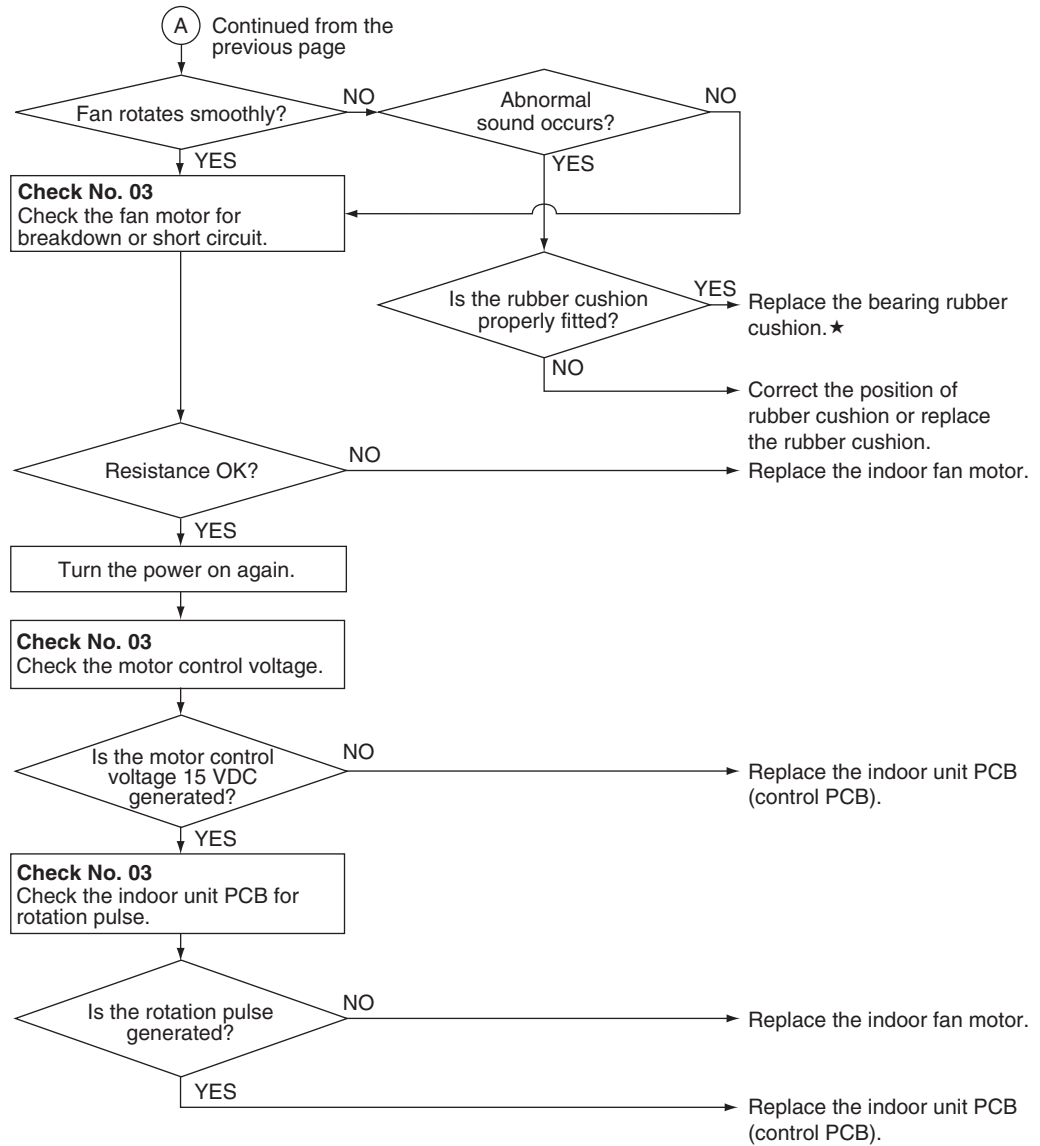 A
Continued from the
previous page
Fan rotates smoothly?
NO
Abnormal
sound occurs?
NO
YES
YES
Check No. 03
Check the fan motor for
breakdown or short circuit.
Is the rubber cushion
properly fitted?
YES
Replace the bearing rubber
cushion.★
NO
Correct the position of
rubber cushion or replace
the rubber cushion.
Resistance OK?
NO
Replace the indoor fan motor.
YES
Turn the power on again.
Check No. 03
Check the motor control voltage.
Is the motor control
voltage 15 VDC
generated?
NO
Replace the indoor unit PCB
(control PCB).
YES
Check No. 03
Check the indoor unit PCB for
rotation pulse.
Is the rotation pulse
generated?
NO
Replace the indoor fan motor.
YES
Replace the indoor unit PCB
(control PCB).